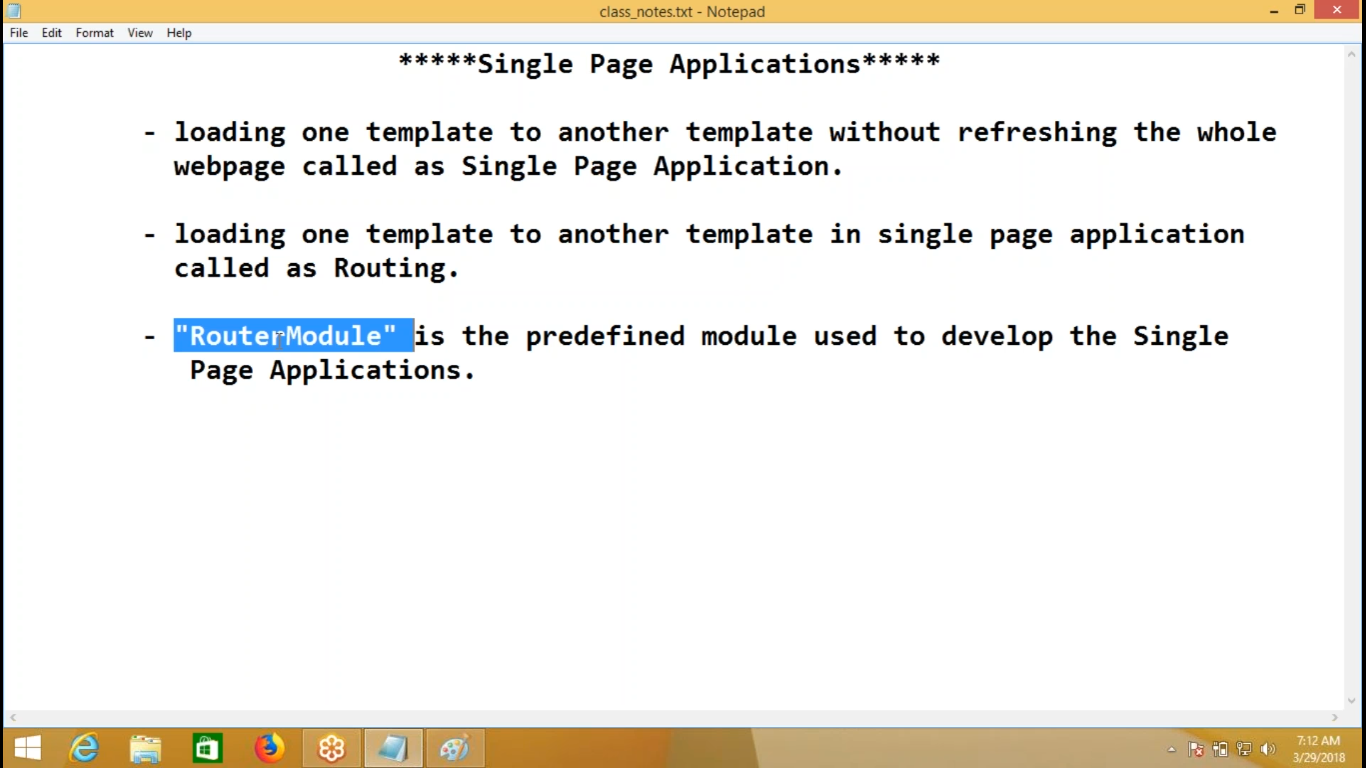 class_notes.txt - Notepad
File Edit Format View Help
*****Single Page Applications*****
- loading one template to another template without refreshing the whole
webpage called as Single Page Application.
- loading one template to another template in single page application
called as Routing.
- "RouterModule" is the predefined module used to develop the Single
Page Applications.
7:12 AM
3/29/2018